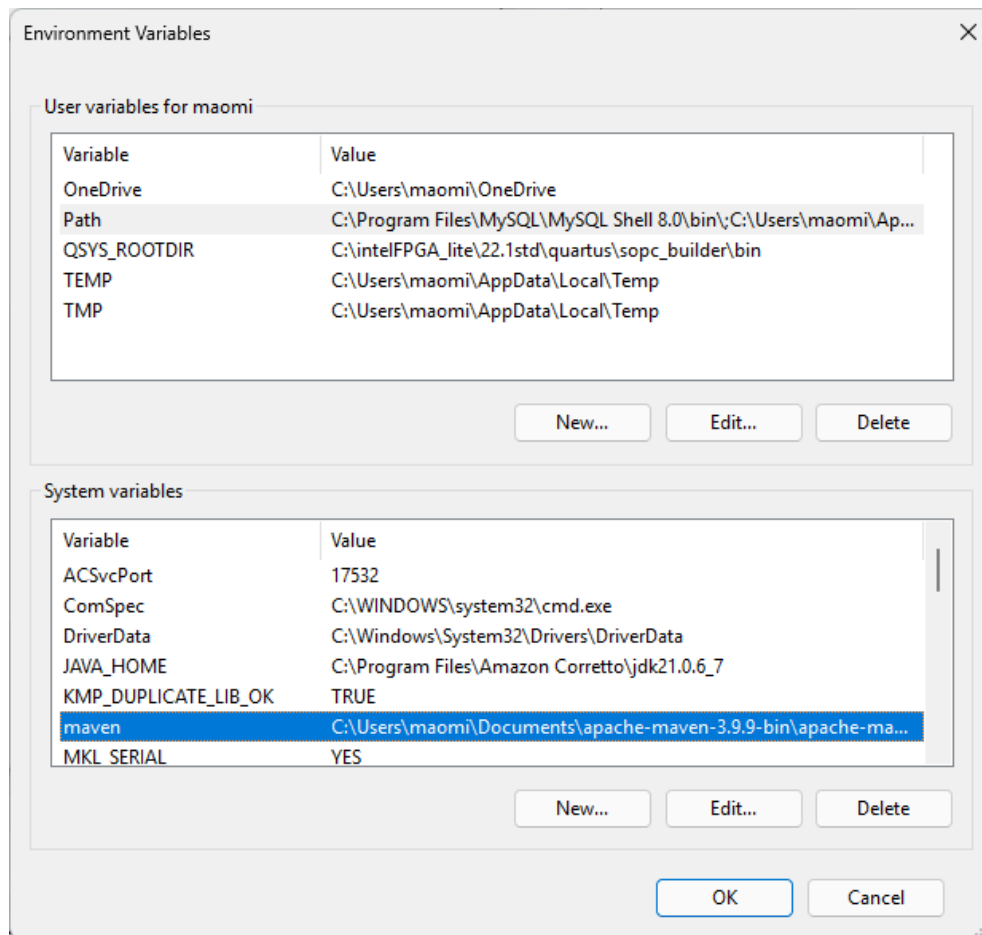 Environment Variables
User variables for maomi
Variable Value
OneDrive C:\Users\maomi\OneDrive
Path C:\Program Files\MySQL\MySQL Shell 8.0\bin\;C:\Users\maomi\Ap...
QSYS_ROOTDIR C:\intelFPGA_lite\22.1std\quartus\sopc_builder\bin
TEMP C:\Users\maomi\AppData\Local\Temp
TMP C:\Users\maomi\AppData\Local\Temp
New... Edit... Delete
System variables
Variable Value
ACSvcPort 17532
ComSpec C:\WINDOWS\system32\cmd.exe
DriverData C:\Windows\System32\Drivers\DriverData
JAVA_HOME C:\Program Files\Amazon Corretto\jdk21.0.6_7
KMP_DUPLICATE_LIB_OK TRUE
maven C:\Users\maomi\Documents\apache-maven-3.9.9-bin\apache-ma...
MKL_SERIAL YES
New... Edit... Delete
OK Cancel